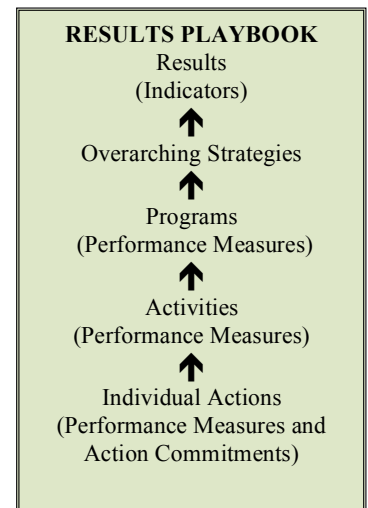 RESULTS PLAYBOOK
Results
(Indicators)
Overarching Strategies
Programs
(Performance Measures)
Activities
(Performance Measures)
Individual Actions
(Performance Measures and
Action Commitments)